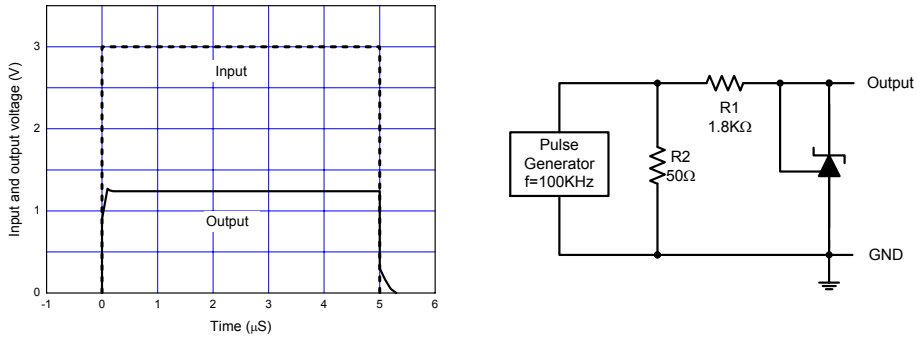 Input and output voltage (V)
3
2
1
0
Input
Output
-1 0 1 2 3 4 5 6
Time (μS)
Pulse
Generator
f=100KHz
R2
50Ω
R1
1.8KΩ
Output
GND